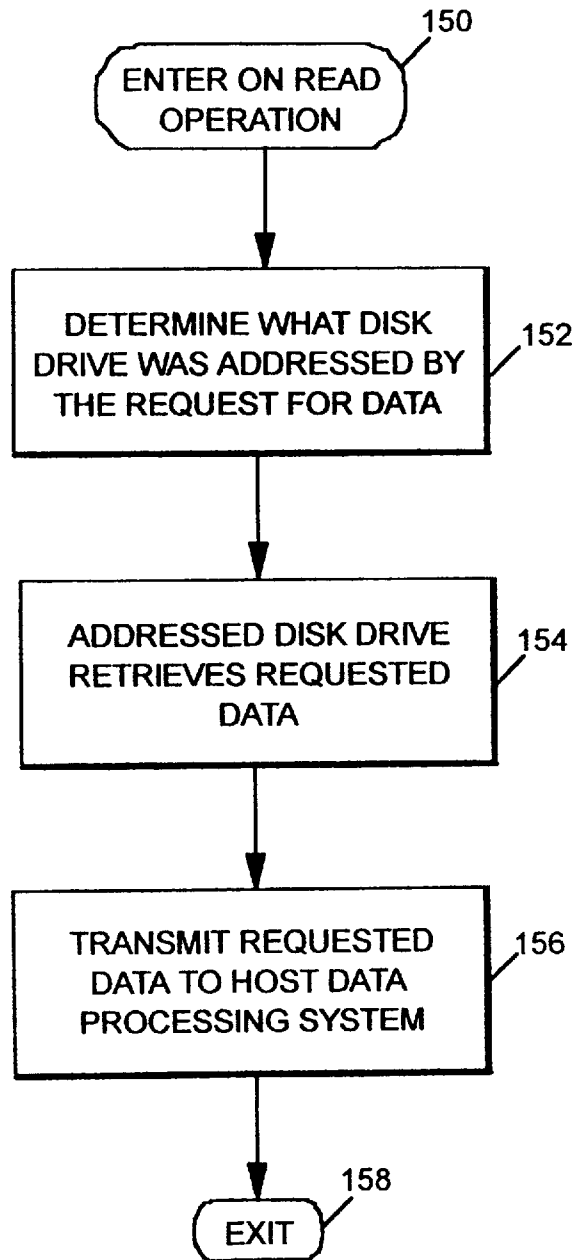 150
ENTER ON READ
OPERATION
DETERMINE WHAT DISK
DRIVE WAS ADDRESSED BY
THE REQUEST FOR DATA
152
ADDRESSED DISK DRIVE
RETRIEVES REQUESTED
DATA
154
TRANSMIT REQUESTED
DATA TO HOST DATA
PROCESSING SYSTEM
156
158
EXIT